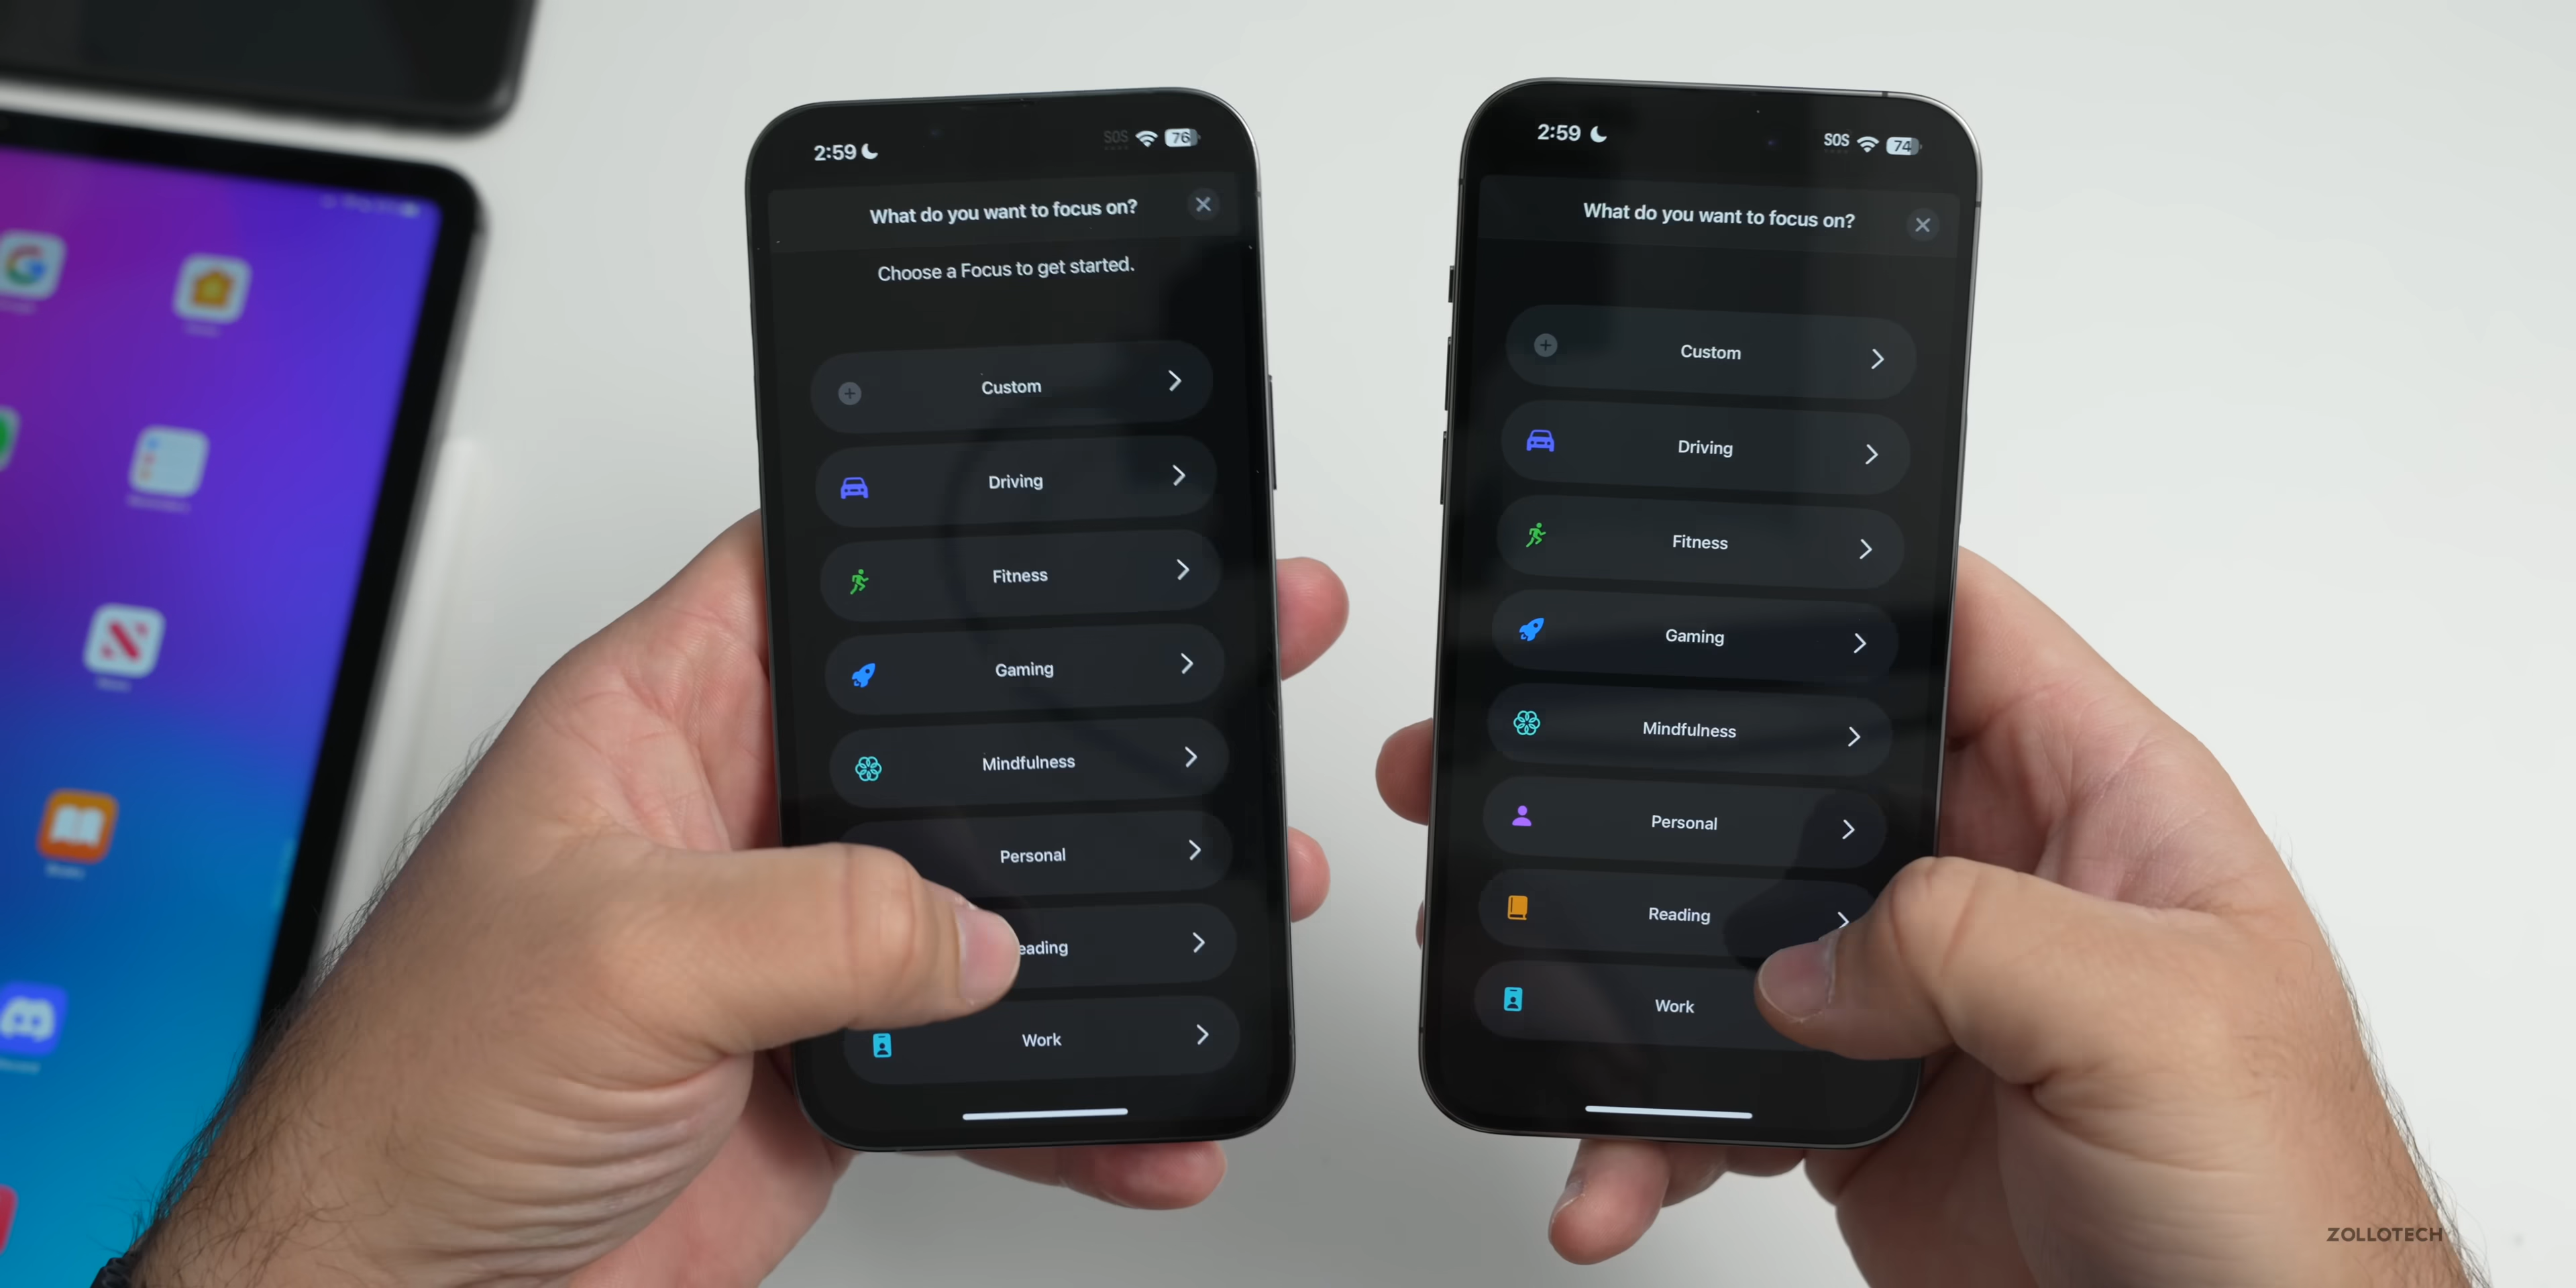 2:59
SOS
76
What do you want to focus on?
Choose a Focus to get started.
Custom
Driving
Fitness
Gaming
Mindfulness
Personal
eading
Work
2:59
SOS
74
What do you want to focus on?
Custom
Driving
Fitness
Gaming
Mindfulness
Personal
Reading
Work
ZOLLOTECH